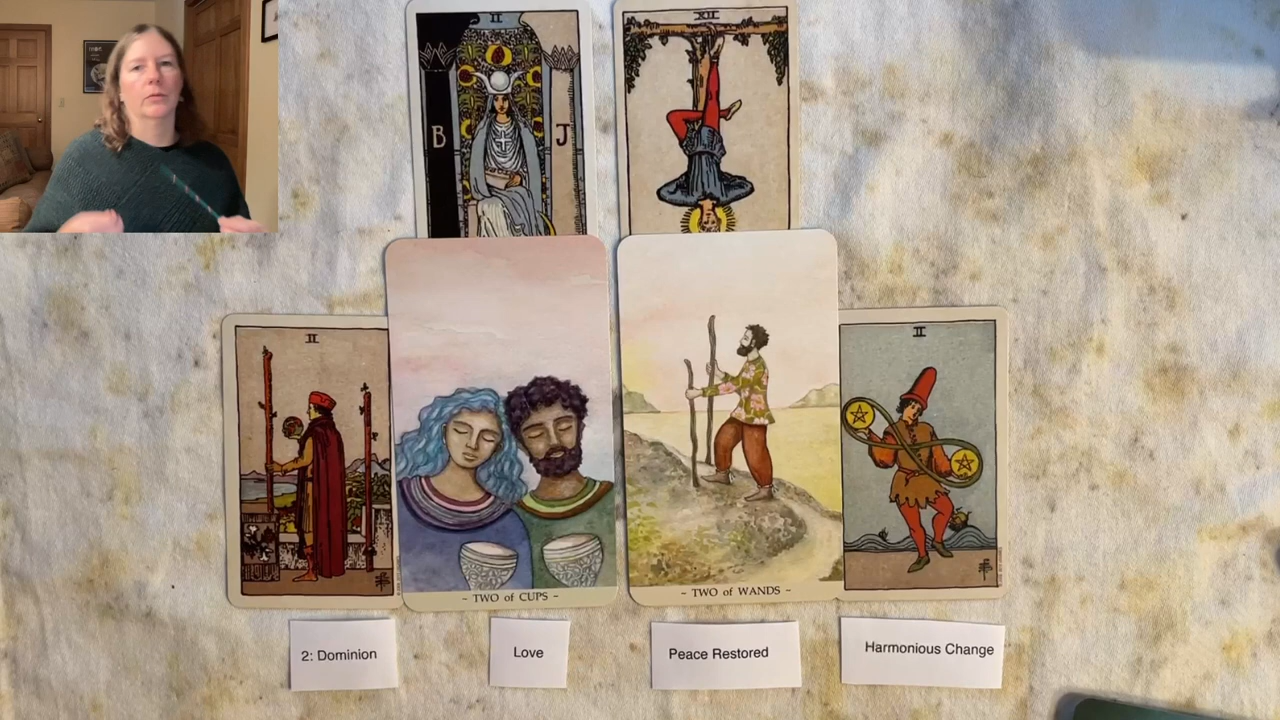 II
XII
B
J
II
II
- TWO of CUPS -
- TWO of WANDS -
2: Dominion
Love
Peace Restored
Harmonious Change